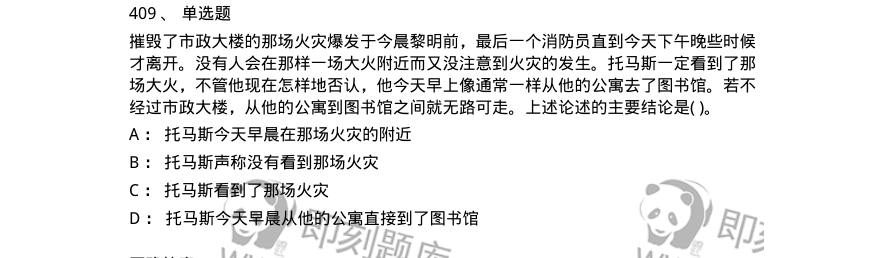 409 、 单选题
摧毁了市政大楼的那场火灾爆发于今晨黎明前，最后一个消防员直到今天下午晚些时候
才离开。没有人会在那样一场大火附近而又没注意到火灾的发生。托马斯一定看到了那
场大火，不管他现在怎样地否认，他今天早上像通常一样从他的公寓去了图书馆。若不
经过市政大楼，从他的公寓到图书馆之间就无路可走。上述论述的主要结论是( )。
A： 托马斯今天早晨在那场火灾的附近
B： 托马斯声称没有看到那场火灾
C： 托马斯看到了那场火灾
D： 托马斯今天早晨从他的公寓直接到了图书馆
即刻题库
即刻